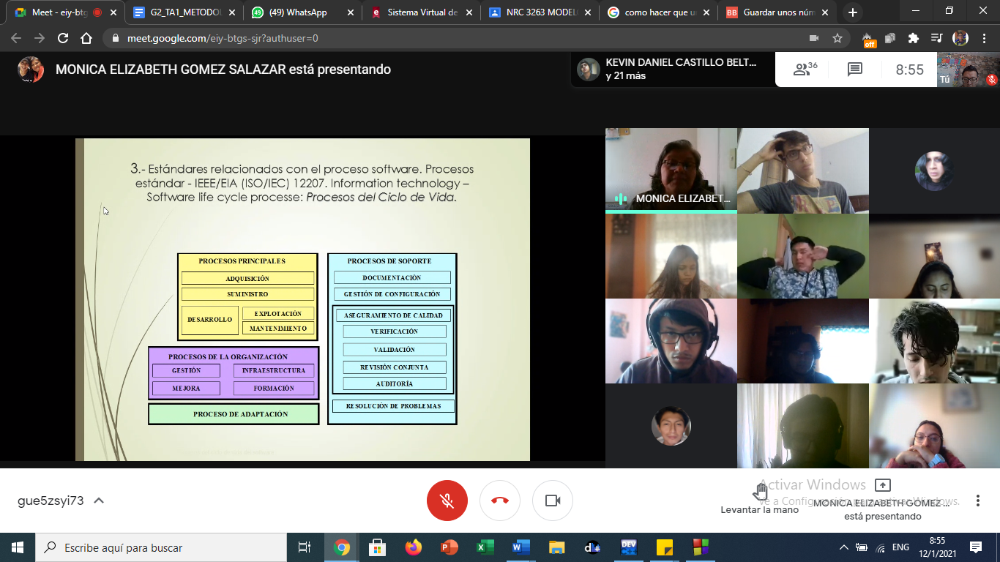 Meet - eiy-btg
G2_TA1_METODOL
(49) WhatsApp
Sistema Virtual de
NRC 3263 MODEL
como hacer que u
Guardar unos núm
meet.google.com/eiy-btgs-sjr?authuser=0
off
MONICA ELIZABETH GOMEZ SALAZAR está presentando
KEVIN DANIEL CASTILLO BELT...
y 21 más
36
8:55
Tú
3.- Estándares relacionados con el proceso software. Procesos
estándar - IEEE/EIA (ISO/IEC) 12207. Information technology –
Software life cycle processe: Procesos del Ciclo de Vida.
PROCESOS PRINCIPALES
ADQUISICIÓN
SUMINISTRO
DESARROLLO
EXPLOTACIÓN
MANTENIMIENTO
PROCESOS DE LA ORGANIZACIÓN
GESTIÓN
INFRAESTRUCTURA
MEJORA
FORMACIÓN
PROCESO DE ADAPTACIÓN
PROCESOS DE SOPORTE
DOCUMENTACIÓN
GESTIÓN DE CONFIGURACIÓN
ASEGURAMIENTO DE CALIDAD
VERIFICACIÓN
VALIDACIÓN
REVISIÓN CONJUNTA
AUDITORÍA
RESOLUCIÓN DE PROBLEMAS
MONICA ELIZABET...
gue5zsyi73
Levantar la mano
Activar Windows
Ve a Configuración para activar Windows.
MONICA ELIZABETH GOMEZ ...
está presentando
Escribe aquí para buscar
ENG
8:55
12/1/2021